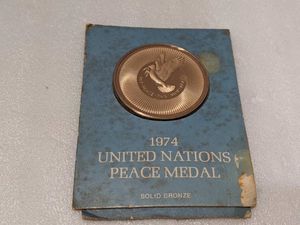 1974
UNITED NATIONS
PEACE MEDAL
SOLID BRONZE